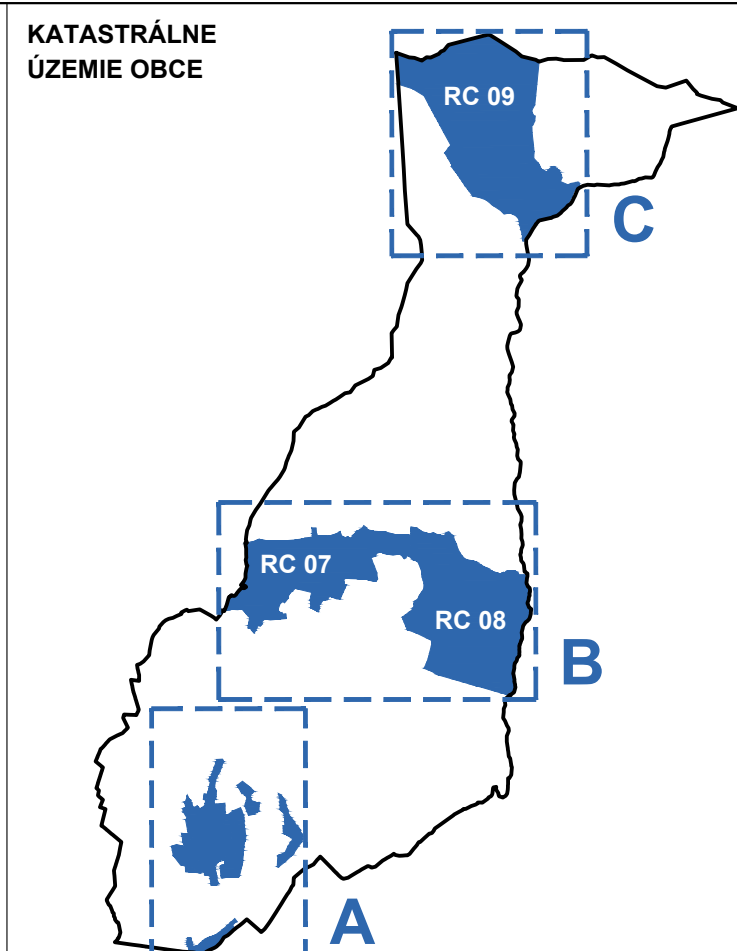 KATASTRÁLNE
ÚZEMIE OBCE
RC 09
C
RC 07
RC 08
B
A